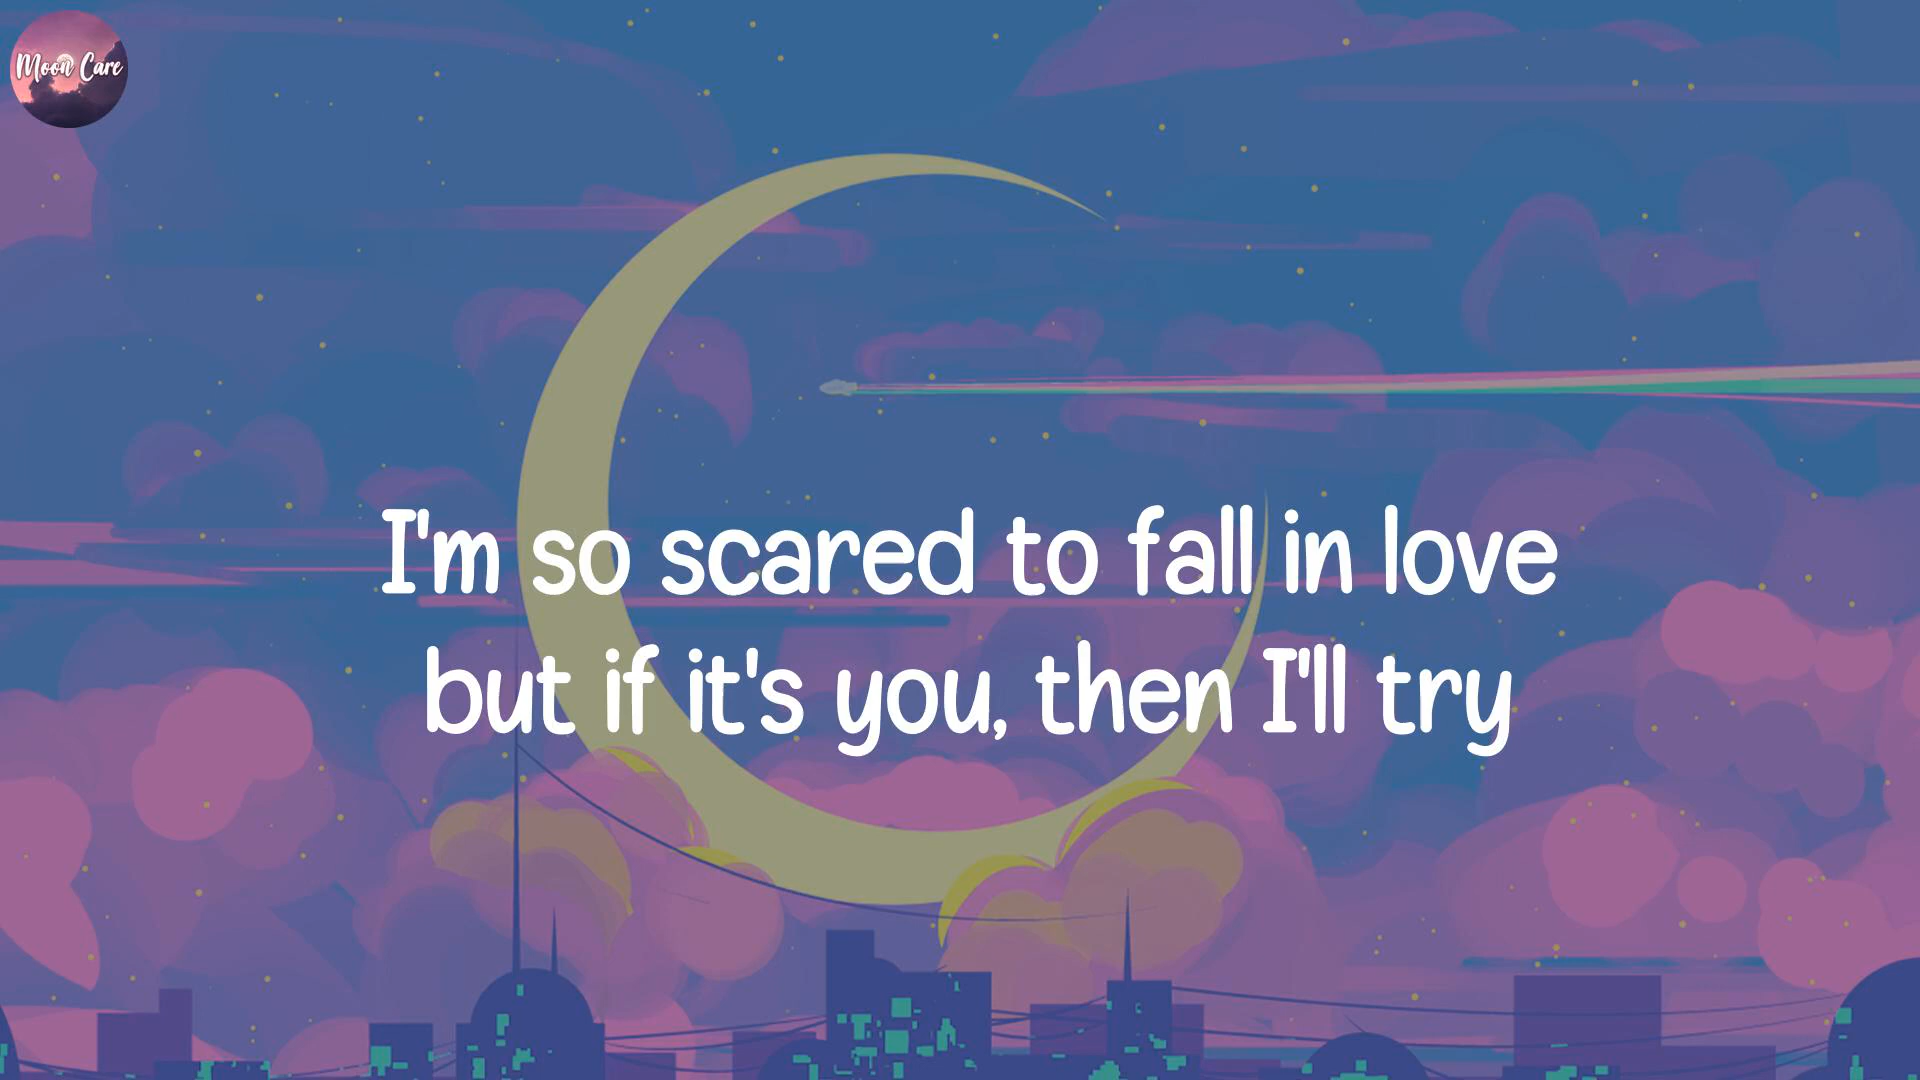 Moon Care
I'm so scared to fall in love
but if it's you, then I'll try